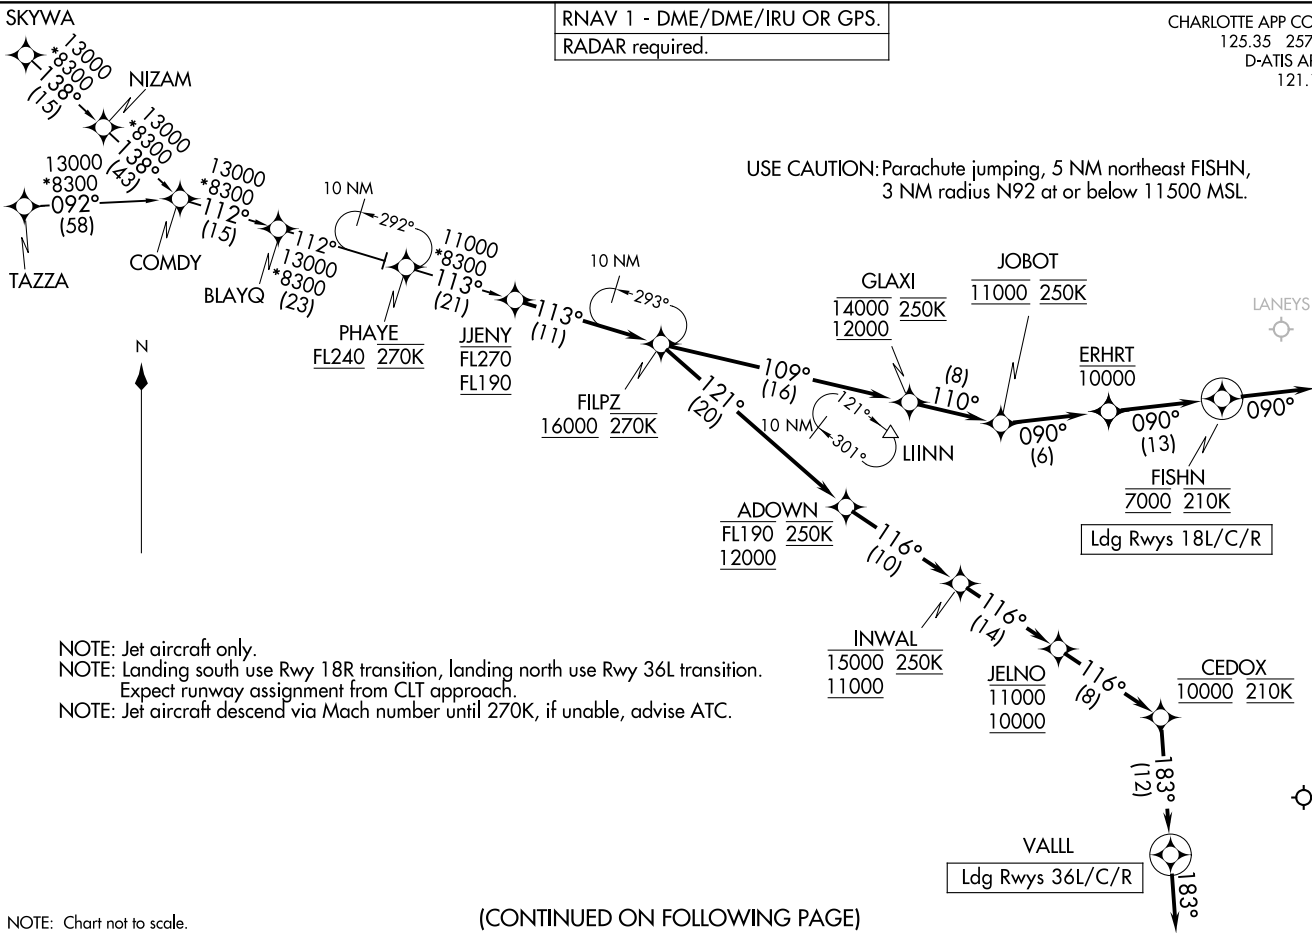 SKYWA
RNAV 1 - DME/DME/IRU OR GPS.
RADAR required.
CHARLOTTE APP CO
125.35 257
D-ATIS A
121.
13000
*8300
138°
(15)
NIZAM
13000
*8300
138°
(43)
13000
*8300
092°
(58)
TAZZA
COMDY
13000
*8300
112°
(15)
BLAYQ
112°
13000
*8300
(23)
10 NM
292°
PHAYE
FL240 270K
11000
*8300
113°
(21)
JJENY
FL270
FL190
113°
(11)
10 NM
293°
FILPZ
16000 270K
USE CAUTION: Parachute jumping, 5 NM northeast FISHN,
3 NM radius N92 at or below 11500 MSL.
109°
(16)
GLAXI
14000 250K
12000
(8)
110°
JOBOT
11000 250K
090°
(6)
ERHRT
10000
090°
(13)
LANEYS
090°
FISHN
7000 210K
Ldg Rwys 18L/C/R
10 NM
121°
301°
LIINN
121°
(20)
N
ADOWN
FL190 250K
12000
116°
(10)
INWAL
15000 250K
11000
116°
(14)
JELNO
11000
10000
116°
(8)
CEDOX
10000 210K
183°
(12)
VALLL
Ldg Rwys 36L/C/R
183°
NOTE: Jet aircraft only.
NOTE: Landing south use Rwy 18R transition, landing north use Rwy 36L transition.
Expect runway assignment from CLT approach.
NOTE: Jet aircraft descend via Mach number until 270K, if unable, advise ATC.
NOTE: Chart not to scale.
(CONTINUED ON FOLLOWING PAGE)